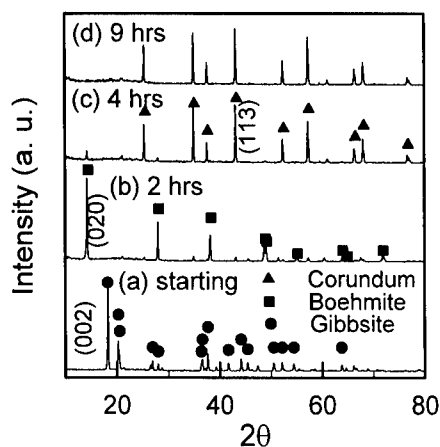 (d) 9 hrs
(c) 4 hrs
(113)
(b) 2 hrs
(020)
(a) starting
(002)
Corundum
Boehmite
Gibbsite
Intensity (a. u.)
20 40 60 80
2θ